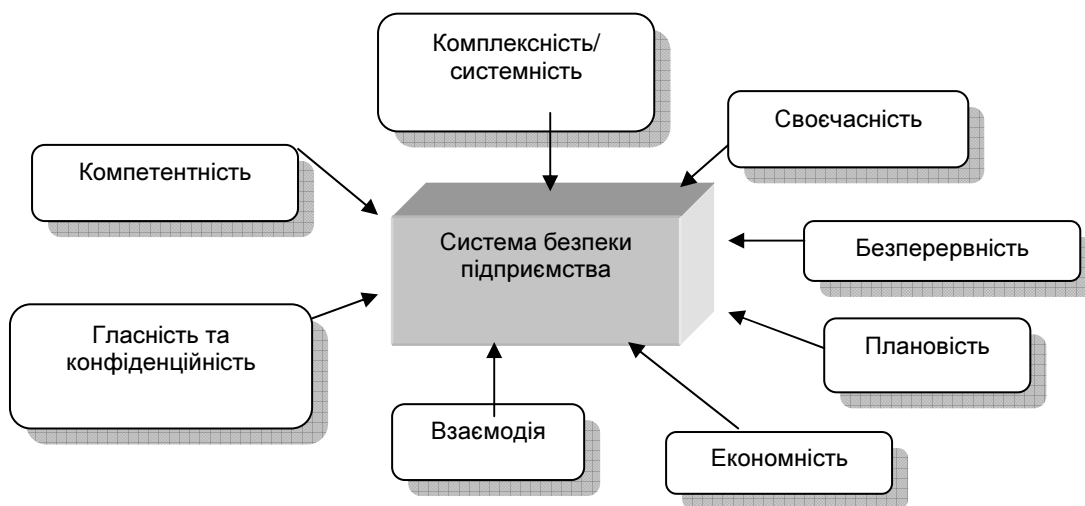 Комплексність/
системність
Своєчасність
Компетентність
Система безпеки
підприємства
Безперервність
Гласність та
конфіденційність
Плановість
Взаємодія
Економність